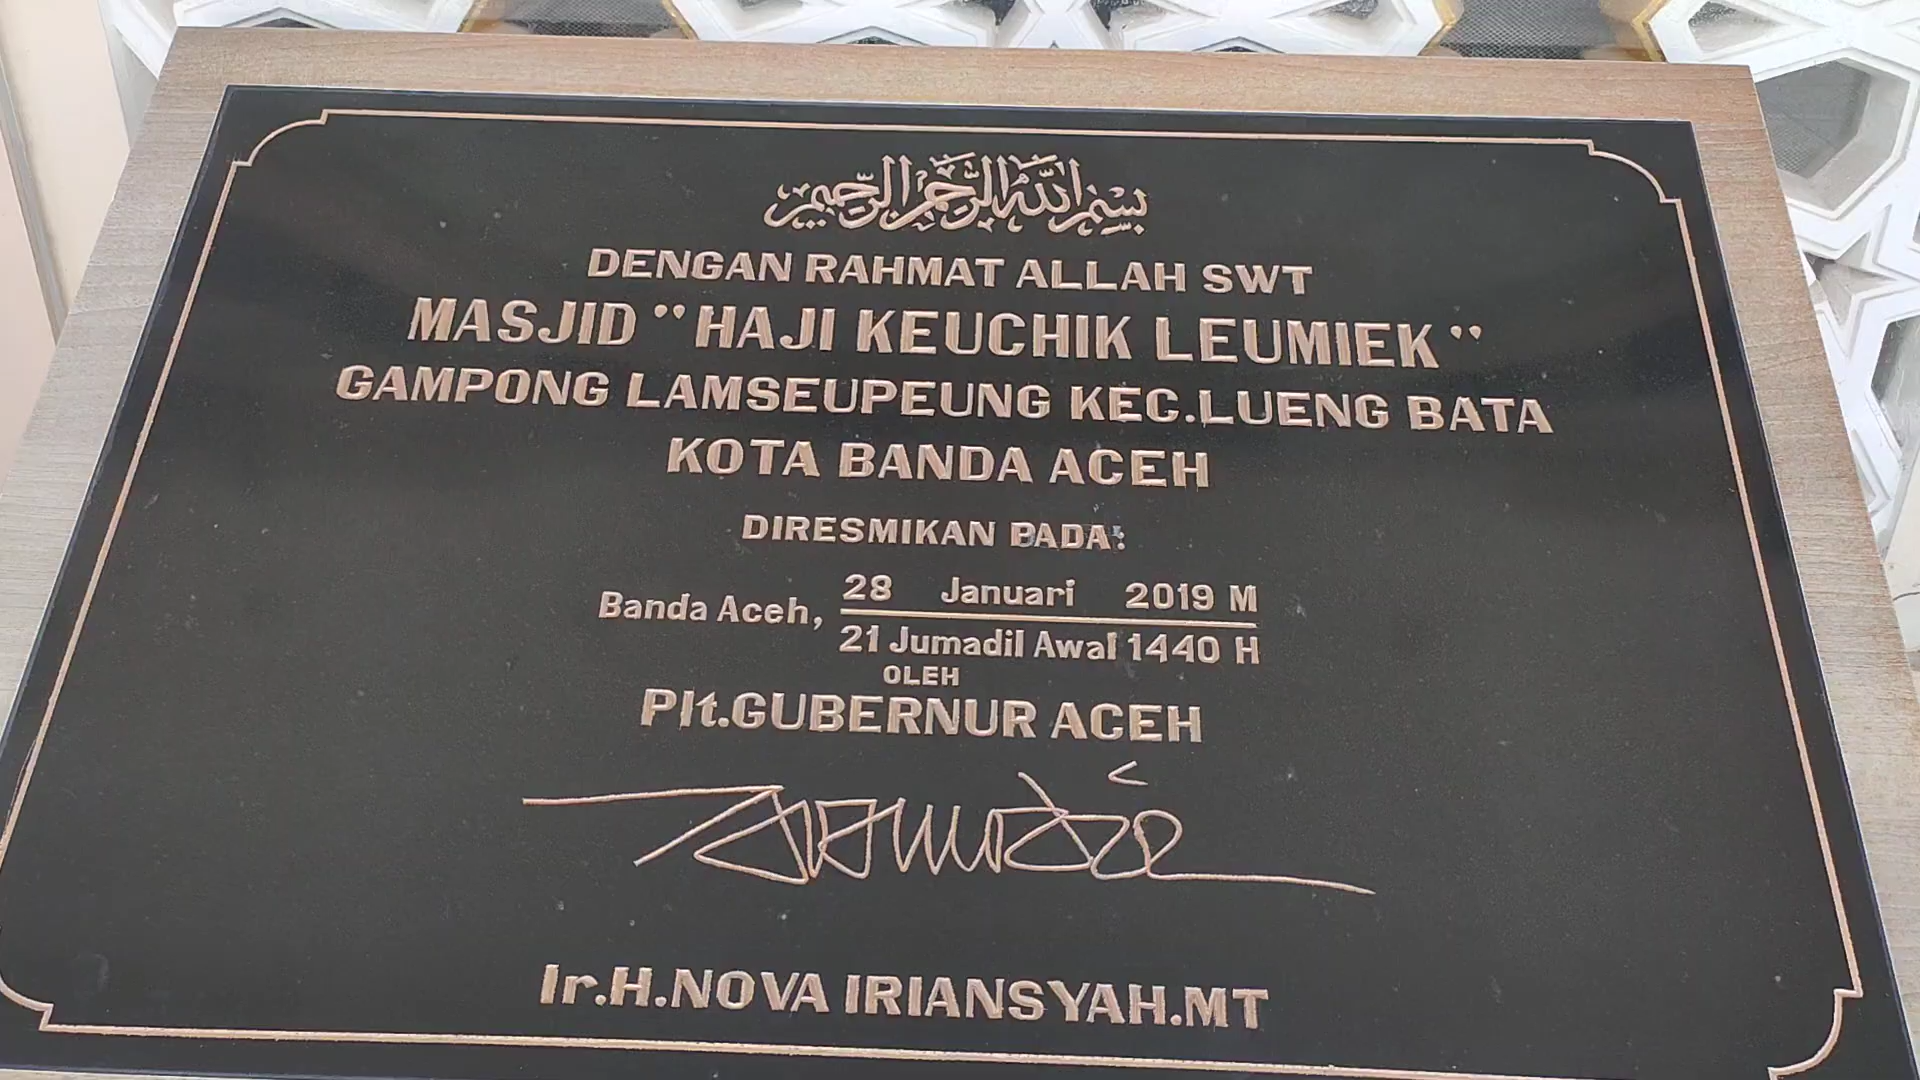 بسم الله الرحمن الرحيم
DENGAN RAHMAT ALLAH SWT
MASJID "HAJI KEUCHIK LEUMIEK"
GAMPONG LAMSEUPEUNG KEC.LUENG BATA
KOTA BANDA ACEH
DIRESMIKAN PADA:
Banda Aceh, 28 Januari 2019 M
21 Jumadil Awal 1440 H
OLEH
Plt.GUBERNUR ACEH
Ir.H.NOVA IRIANSYAH.MT